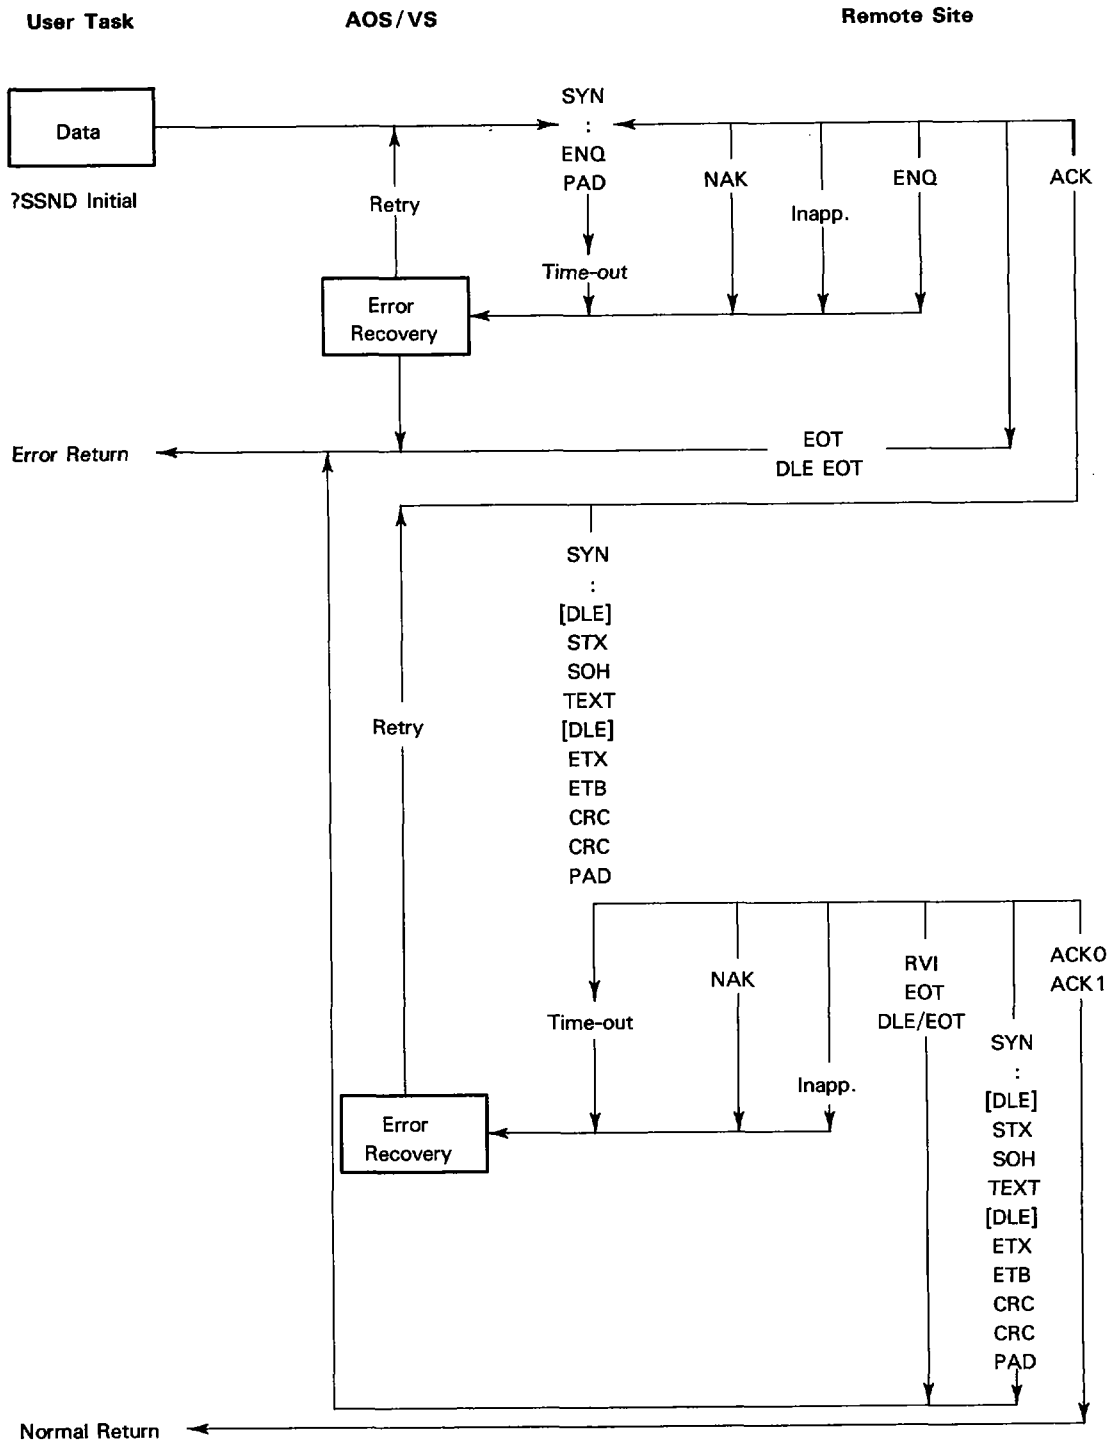 User Task
AOS/VS
Remote Site
SYN
:
ENQ
PAD
Data
?SSND Initial
Retry
NAK
Inapp.
ENQ
ACK
Time-out
Error
Recovery
Error Return
EOT
DLE EOT
SYN
:
[DLE]
STX
SOH
TEXT
[DLE]
ETX
ETB
CRC
CRC
PAD
Retry
Time-out
NAK
Inapp.
RVI
EOT
DLE/EOT
ACK0
ACK1
SYN
:
[DLE]
STX
SOH
TEXT
[DLE]
ETX
ETB
CRC
CRC
PAD
Error
Recovery
Normal Return